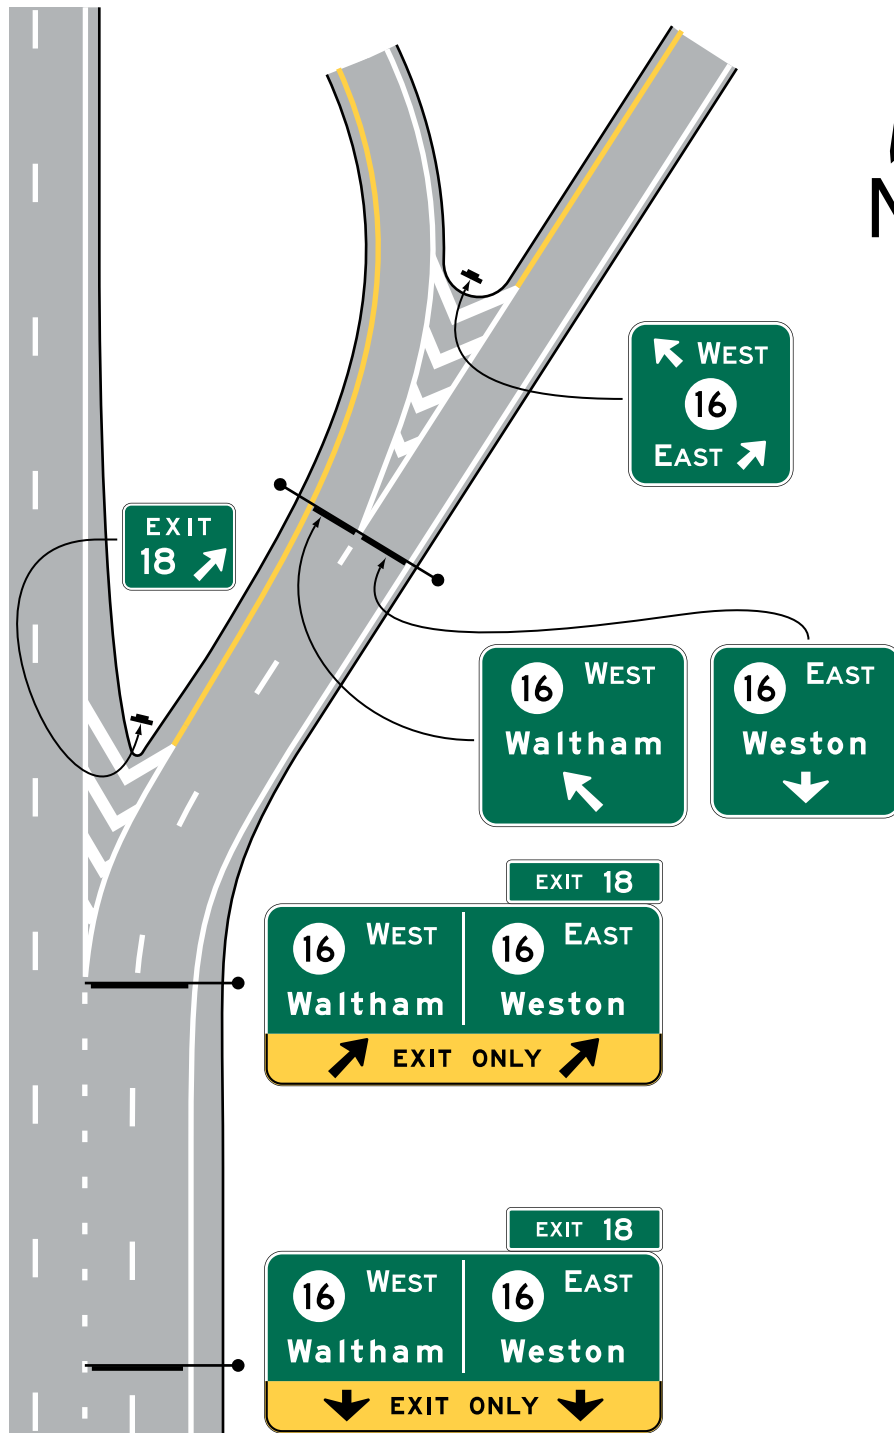 N
WEST
16
EAST
EXIT
18
16 WEST
Waltham
16 EAST
Weston
EXIT 18
16 WEST
Waltham
16 EAST
Weston
EXIT ONLY
EXIT 18
16 WEST
Waltham
16 EAST
Weston
EXIT ONLY